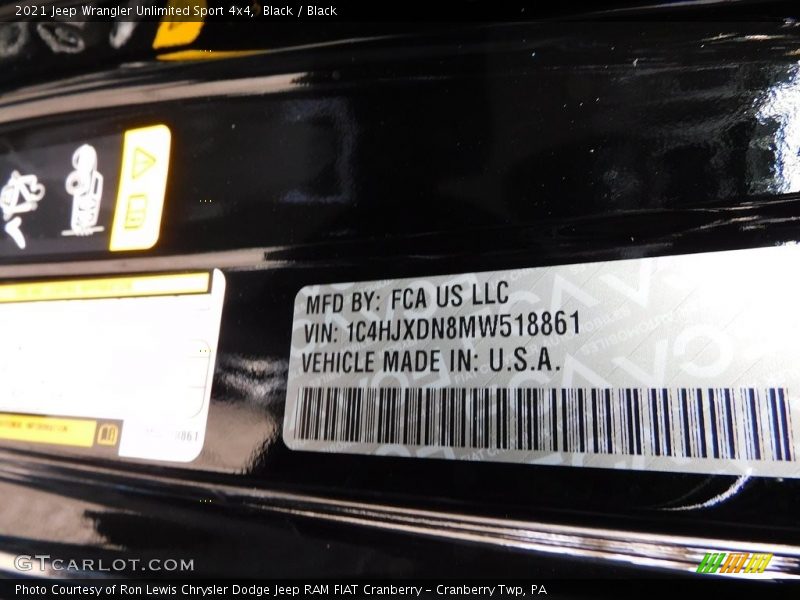 2021 Jeep Wrangler Unlimited Sport 4x4, Black / Black
MFD BY: FCA US LLC
VIN: 1C4HJXDN8MW518861
VEHICLE MADE IN: U.S.A.
GTCARLOT.COM
Photo Courtesy of Ron Lewis Chrysler Dodge Jeep RAM FIAT Cranberry – Cranberry Twp, PA